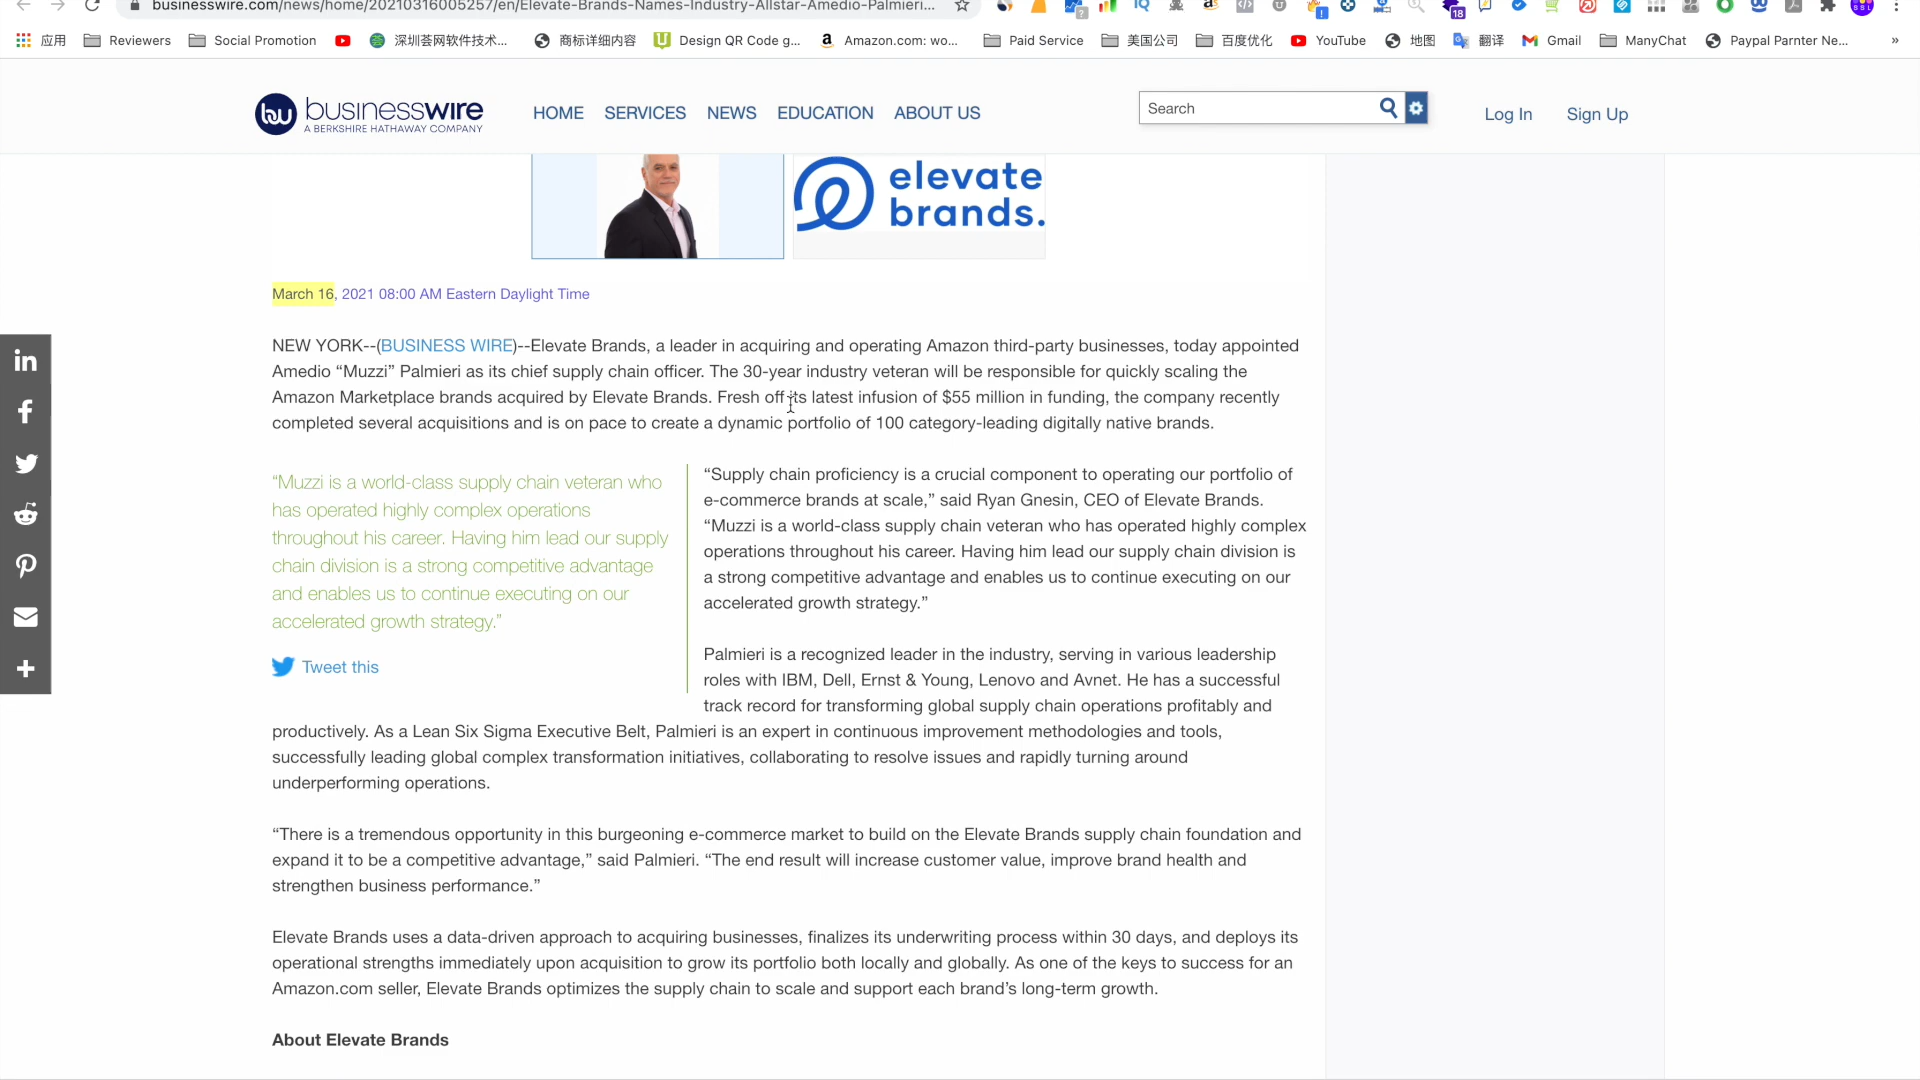 businesswire.com/news/home/20210316005257/en/Elevate-Brands-Names-Industry-Allstar-Amedio-Palmieri...
18
应用
Reviewers
Social Promotion
深圳荟网软件技术...
商标详细内容
Design QR Code g...
Amazon.com: wo...
Paid Service
美国公司
百度优化
YouTube
地图
翻译
Gmail
ManyChat
Paypal Parnter Ne...
»
businesswire
A BERKSHIRE HATHAWAY COMPANY
HOME
SERVICES
NEWS
EDUCATION
ABOUT US
Search
Log In
Sign Up
elevate
brands.
March 16, 2021 08:00 AM Eastern Daylight Time
NEW YORK--(BUSINESS WIRE)--Elevate Brands, a leader in acquiring and operating Amazon third-party businesses, today appointed
Amedio “Muzzi” Palmieri as its chief supply chain officer. The 30-year industry veteran will be responsible for quickly scaling the
Amazon Marketplace brands acquired by Elevate Brands. Fresh off its latest infusion of $55 million in funding, the company recently
completed several acquisitions and is on pace to create a dynamic portfolio of 100 category-leading digitally native brands.
“Muzzi is a world-class supply chain veteran who
has operated highly complex operations
throughout his career. Having him lead our supply
chain division is a strong competitive advantage
and enables us to continue executing on our
accelerated growth strategy.”
Tweet this
“Supply chain proficiency is a crucial component to operating our portfolio of
e-commerce brands at scale,” said Ryan Gnesin, CEO of Elevate Brands.
“Muzzi is a world-class supply chain veteran who has operated highly complex
operations throughout his career. Having him lead our supply chain division is
a strong competitive advantage and enables us to continue executing on our
accelerated growth strategy.”
Palmieri is a recognized leader in the industry, serving in various leadership
roles with IBM, Dell, Ernst & Young, Lenovo and Avnet. He has a successful
track record for transforming global supply chain operations profitably and
productively. As a Lean Six Sigma Executive Belt, Palmieri is an expert in continuous improvement methodologies and tools,
successfully leading global complex transformation initiatives, collaborating to resolve issues and rapidly turning around
underperforming operations.
“There is a tremendous opportunity in this burgeoning e-commerce market to build on the Elevate Brands supply chain foundation and
expand it to be a competitive advantage,” said Palmieri. “The end result will increase customer value, improve brand health and
strengthen business performance.”
Elevate Brands uses a data-driven approach to acquiring businesses, finalizes its underwriting process within 30 days, and deploys its
operational strengths immediately upon acquisition to grow its portfolio both locally and globally. As one of the keys to success for an
Amazon.com seller, Elevate Brands optimizes the supply chain to scale and support each brand’s long-term growth.
About Elevate Brands